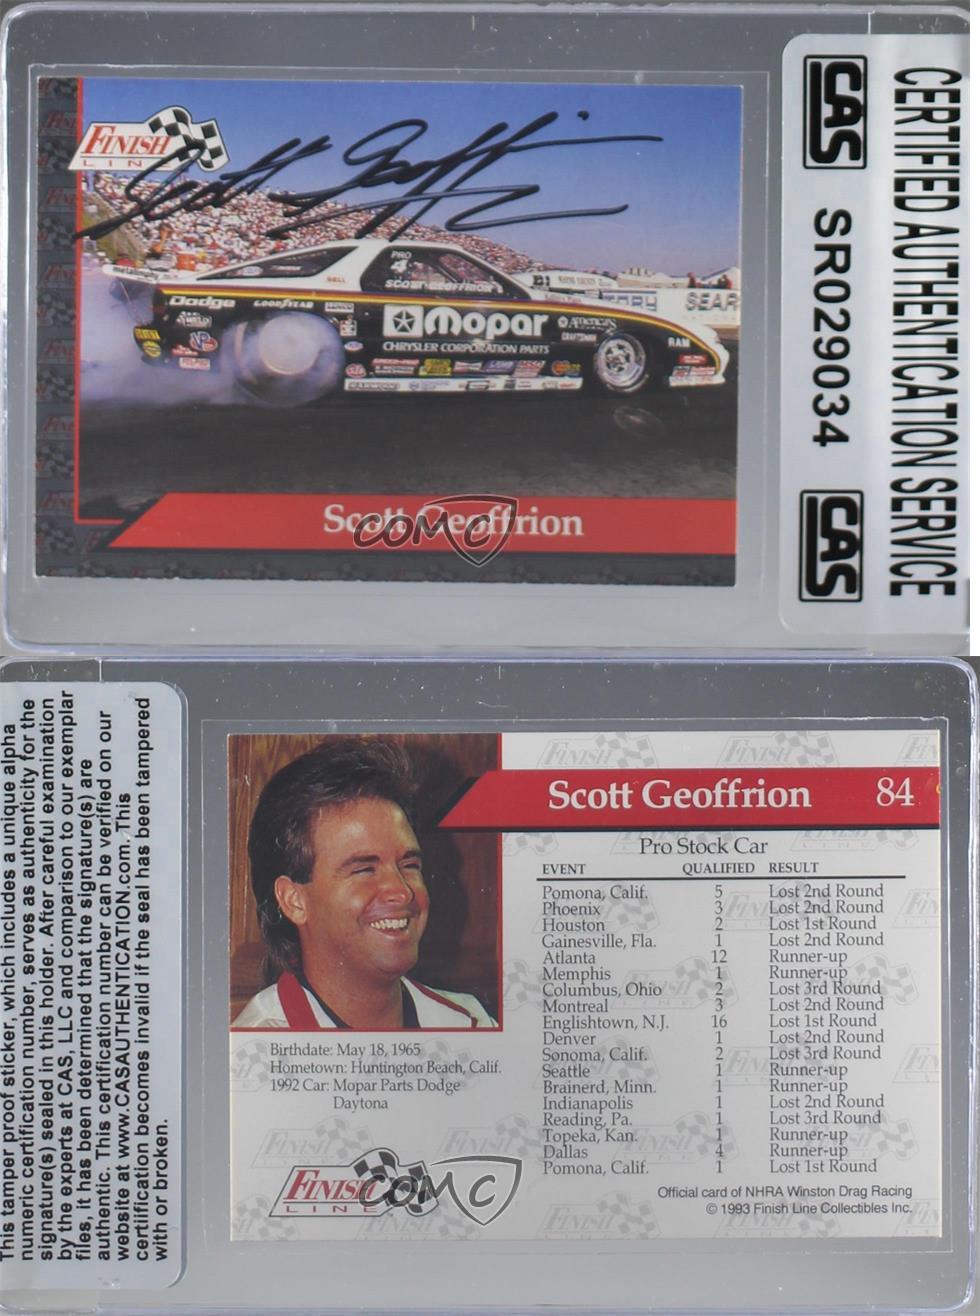 FINISH
LINE
Scott Geoffrion
PRO
4
SCOTT GEOFFRION
metalimphy
Dodge
GOODYEAR
Mopar
CHRYSLER CORPORATION PARTS
America's
CRAFTSMAN
RAM
WELD
VP
STP
SEARS
Scott Geoffrion
COMC
CERTIFIED AUTHENTICATION SERVICE
CAS
SR029034
CAS
This tamper proof sticker, which includes a unique alpha
numeric certification number, serves as authenticity for the
signature(s) sealed in this holder. After careful examination
by the experts at CAS, LLC and comparison to our exemplar
files, it has been determined that the signature(s) are
authentic. This certification number can be verified on our
website at www.CASAUTHENTICATION.com. This
certification becomes invalid if the seal has been tampered
with or broken.
Scott Geoffrion 84
Pro Stock Car
EVENT QUALIFIED RESULT
Pomona, Calif. 5 Lost 2nd Round
Phoenix 3 Lost 2nd Round
Houston 2 Lost 1st Round
Gainesville, Fla. 1 Lost 2nd Round
Atlanta 12 Runner-up
Memphis 1 Runner-up
Columbus, Ohio 2 Lost 3rd Round
Montreal 3 Lost 2nd Round
Englishtown, N.J. 16 Lost 1st Round
Denver 1 Lost 2nd Round
Sonoma, Calif. 2 Lost 3rd Round
Seattle 1 Runner-up
Brainerd, Minn. 1 Runner-up
Indianapolis 1 Lost 2nd Round
Reading, Pa. 1 Lost 3rd Round
Topeka, Kan. 1 Runner-up
Dallas 4 Runner-up
Pomona, Calif. 1 Lost 1st Round
Birthdate: May 18, 1965
Hometown: Huntington Beach, Calif.
1992 Car: Mopar Parts Dodge
Daytona
FINISH
LINE
COMC
Official card of NHRA Winston Drag Racing
© 1993 Finish Line Collectibles Inc.